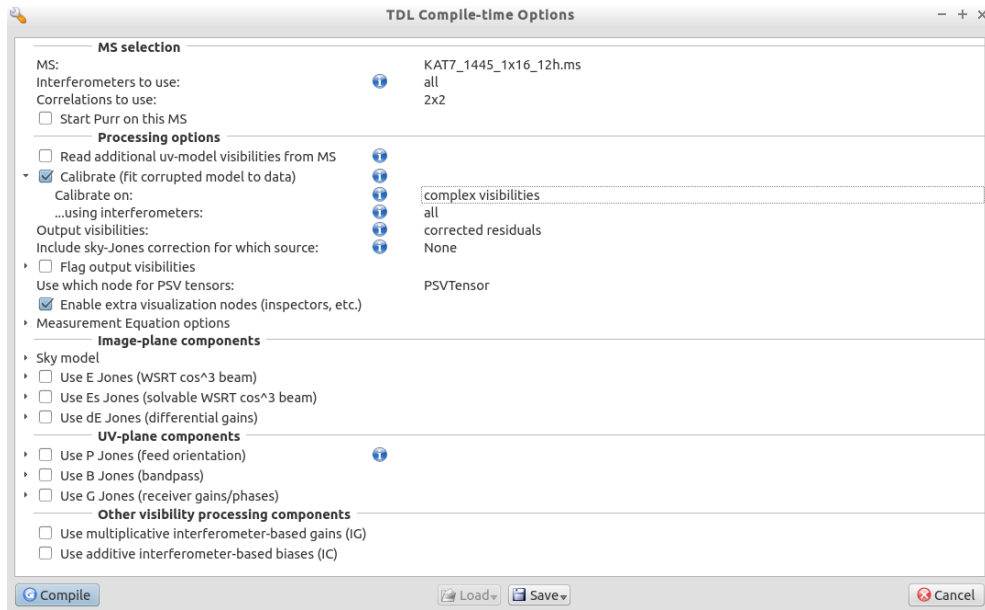 TDL Compile-time Options
MS selection
MS: KAT7_1445_1x16_12h.ms
Interferometers to use: all
Correlations to use: 2x2
Start Purr on this MS
Processing options
Read additional uv-model visibilities from MS
Calibrate (fit corrupted model to data)
Calibrate on: complex visibilities
...using interferometers: all
Output visibilities: corrected residuals
Include sky-Jones correction for which source: None
Flag output visibilities
Use which node for PSV tensors: PSVTensor
Enable extra visualization nodes (inspectors, etc.)
Measurement Equation options
Image-plane components
Sky model
Use E Jones (WSRT cos^3 beam)
Use Es Jones (solvable WSRT cos^3 beam)
Use dE Jones (differential gains)
UV-plane components
Use P Jones (feed orientation)
Use B Jones (bandpass)
Use G Jones (receiver gains/phases)
Other visibility processing components
Use multiplicative interferometer-based gains (IG)
Use additive interferometer-based biases (IC)
Compile Load Save Cancel